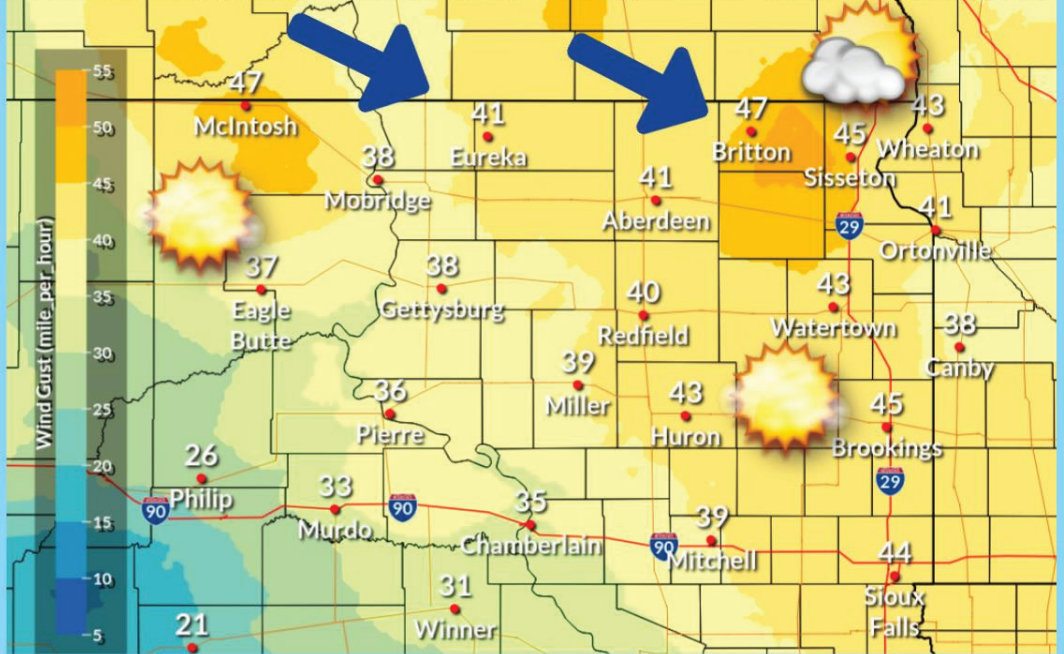 Wind Gust (mile_per_hour)
55
50
45
40
35
30
25
20
15
10
5
47
McIntosh
38
Mobridge
41
Eureka
47
Britton
45
Sisseton
43
Wheaton
41
Aberdeen
29
41
Ortonville
37
Eagle
Butte
38
Gettysburg
40
Redfield
43
Watertown
38
Canby
39
Miller
36
Pierre
43
Huron
45
Brookings
26
Philip
90
33
Murdo
90
35
Chamberlain
90
39
Mitchell
29
44
Sioux
Falls
31
Winner
21